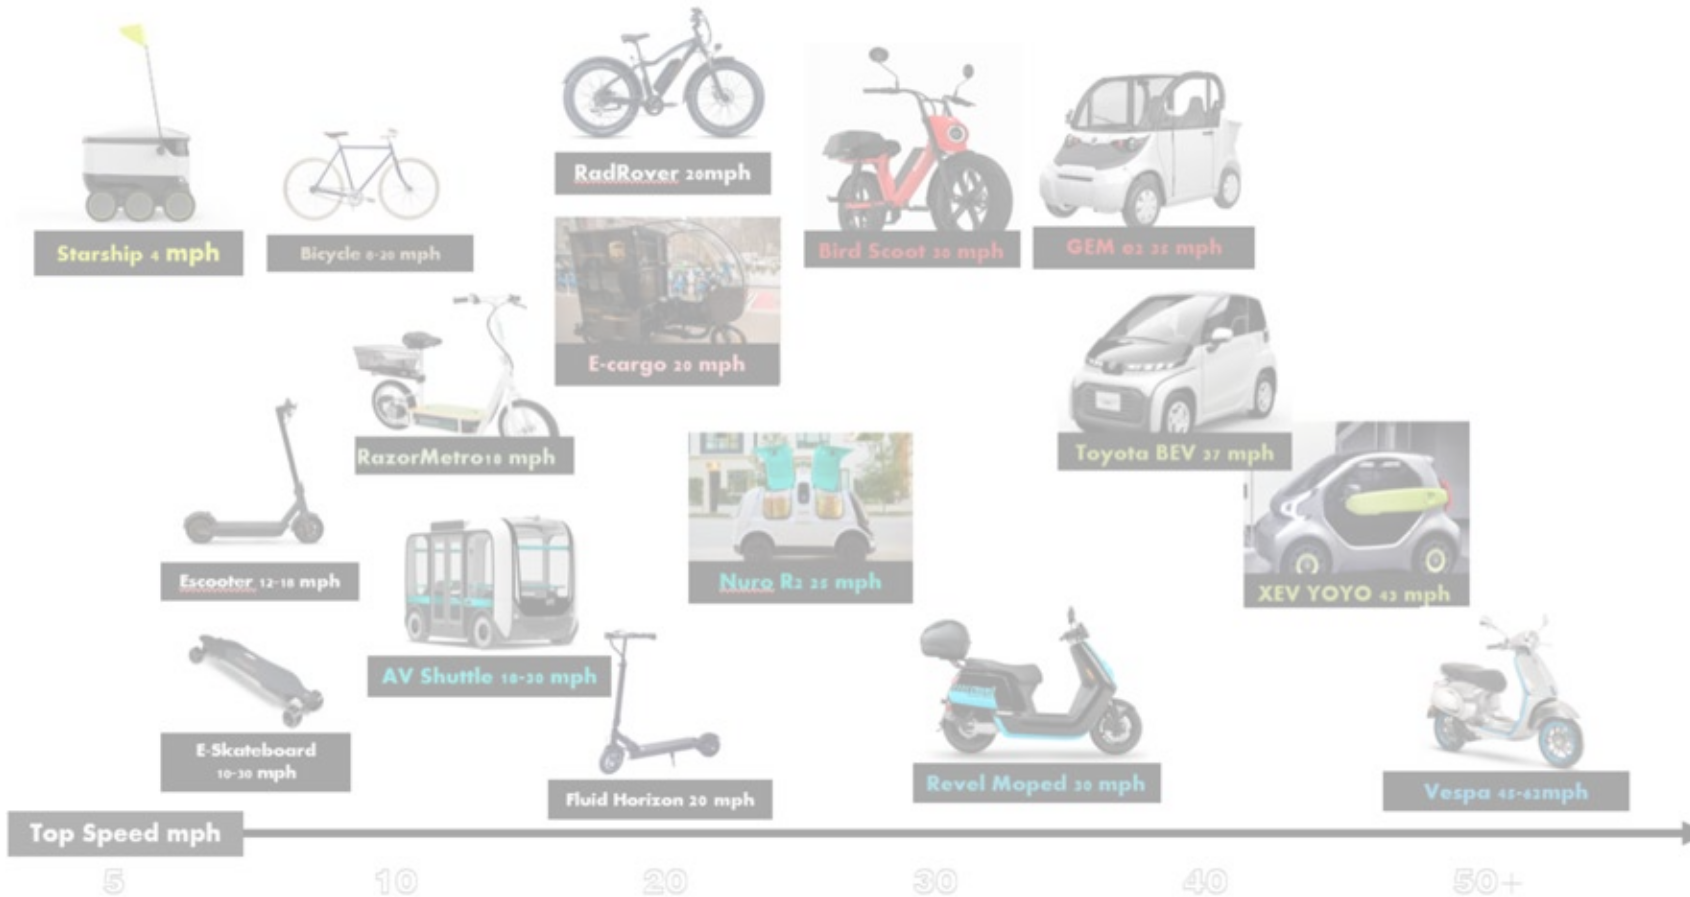 RadRover 20mph
Starship 4 mph
Bicycle 8-20 mph
Bird Scoot 30 mph
GEM e2 35 mph
E-cargo 20 mph
RazorMetro18 mph
Toyota BEV 37 mph
Escooter 12-18 mph
Nuro R2 25 mph
XEV YOYO 43 mph
AV Shuttle 18-30 mph
E-Skateboard
10-30 mph
Fluid Horizon 20 mph
Revel Moped 30 mph
Vespa 45-62mph
Top Speed mph
5 10 20 30 40 50+